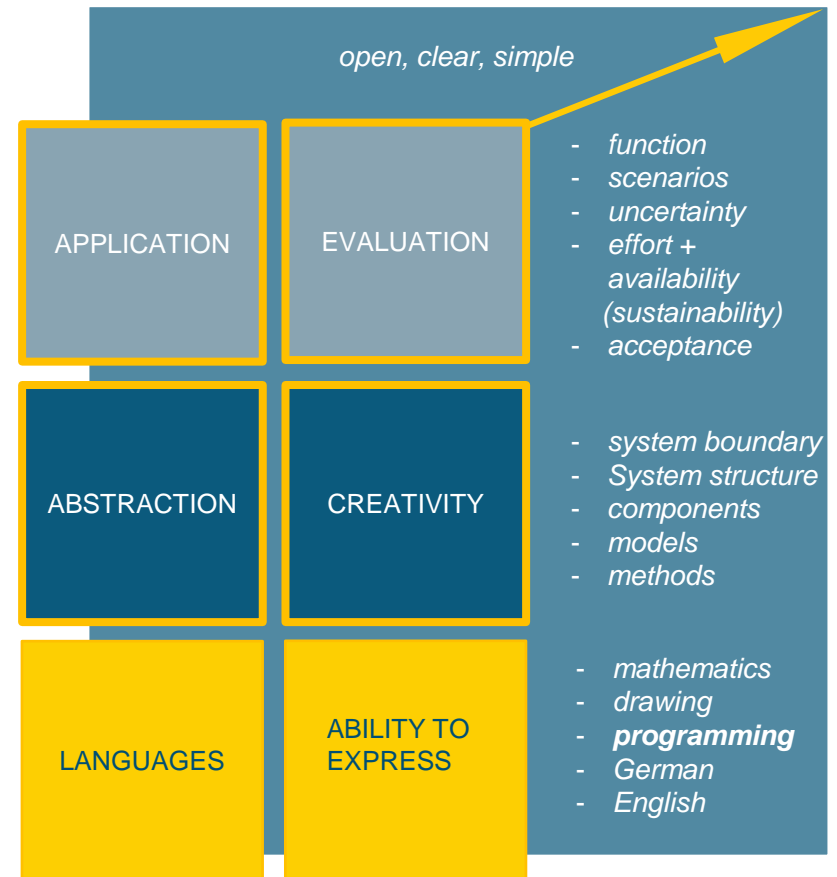 open, clear, simple
APPLICATION
EVALUATION
- function
- scenarios
- uncertainty
- effort +
availability
(sustainability)
- acceptance
ABSTRACTION
CREATIVITY
- system boundary
- System structure
- components
- models
- methods
LANGUAGES
ABILITY TO
EXPRESS
- mathematics
- drawing
- programming
- German
- English